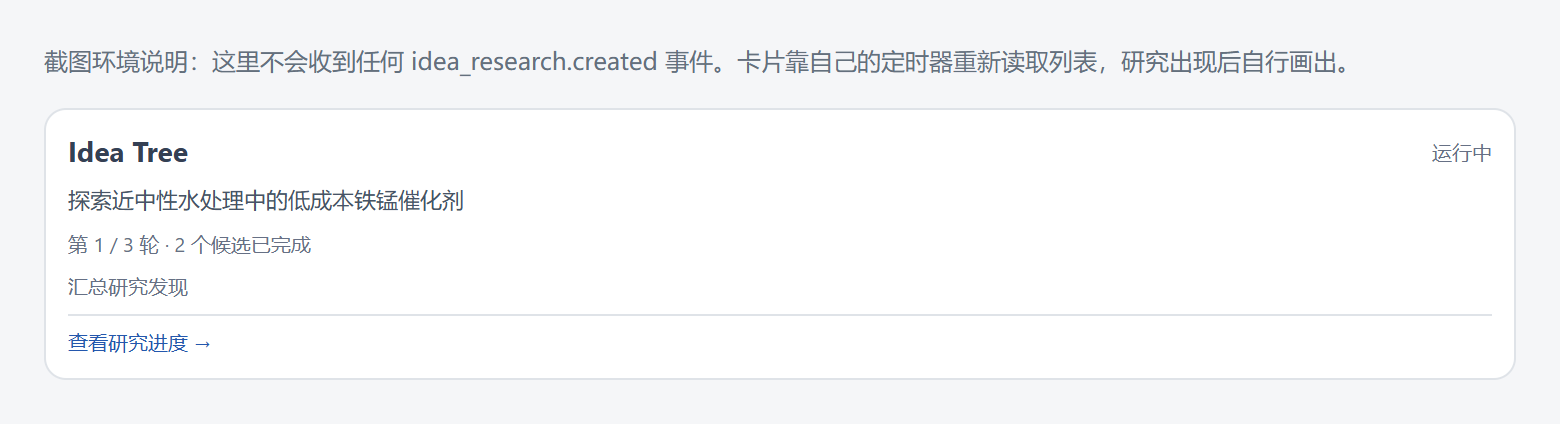 截图环境说明：这里不会收到任何 idea_research.created 事件。卡片靠自己的定时器重新读取列表，研究出现后自行画出。
Idea Tree
运行中
探索近中性水处理中的低成本铁锰催化剂
第 1 / 3 轮 · 2 个候选已完成
汇总研究发现
查看研究进度 →